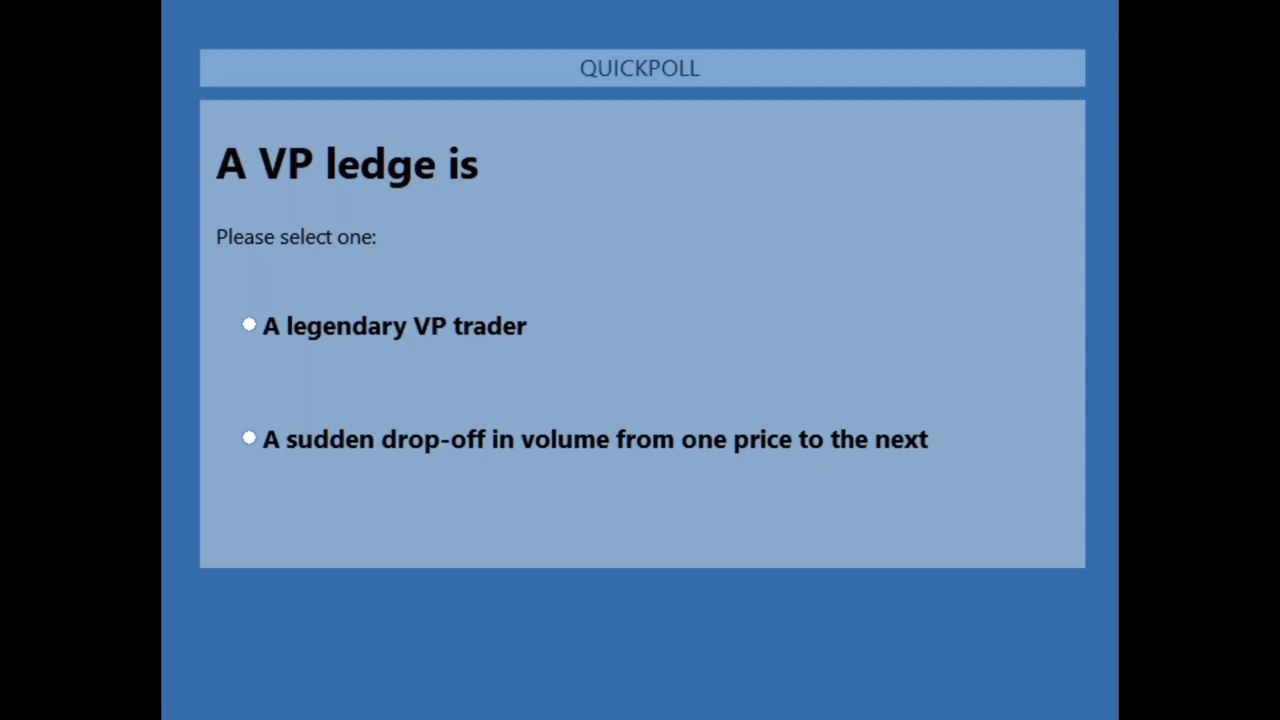 QUICKPOLL
A VP ledge is
Please select one:
A legendary VP trader
A sudden drop-off in volume from one price to the next